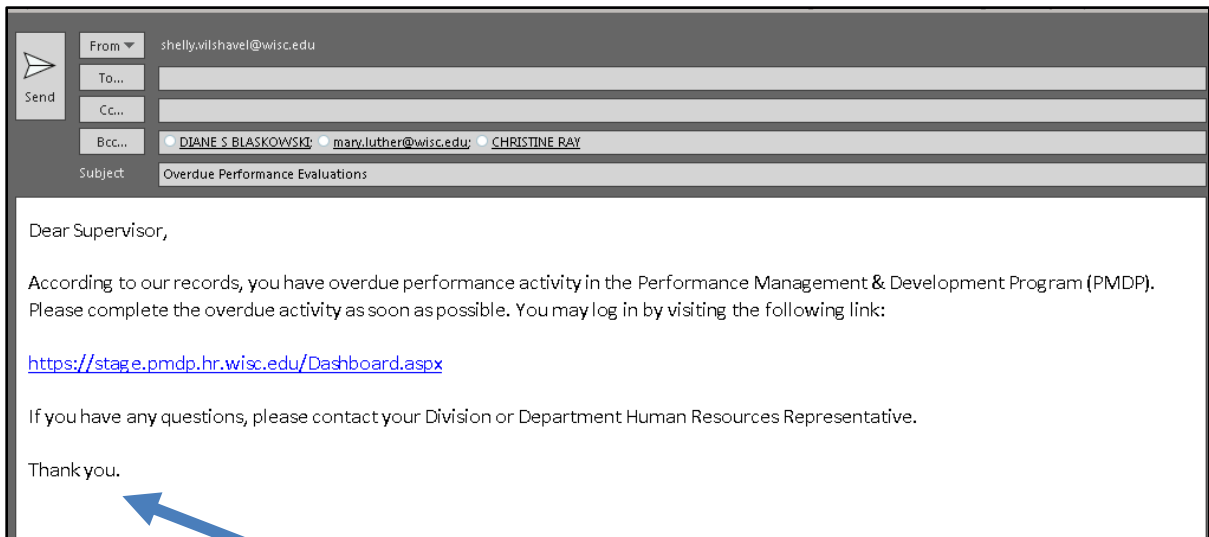 From
shelly.vilshavel@wisc.edu
To...
Send
Cc...
Bcc...
DIANE S BLASKOWSKI; mary.luther@wisc.edu; CHRISTINE RAY
Subject
Overdue Performance Evaluations
Dear Supervisor,
According to our records, you have overdue performance activity in the Performance Management & Development Program (PMDP).
Please complete the overdue activity as soon as possible. You may log in by visiting the following link:
https://stage.pmdp.hr.wisc.edu/Dashboard.aspx
If you have any questions, please contact your Division or Department Human Resources Representative.
Thank you.